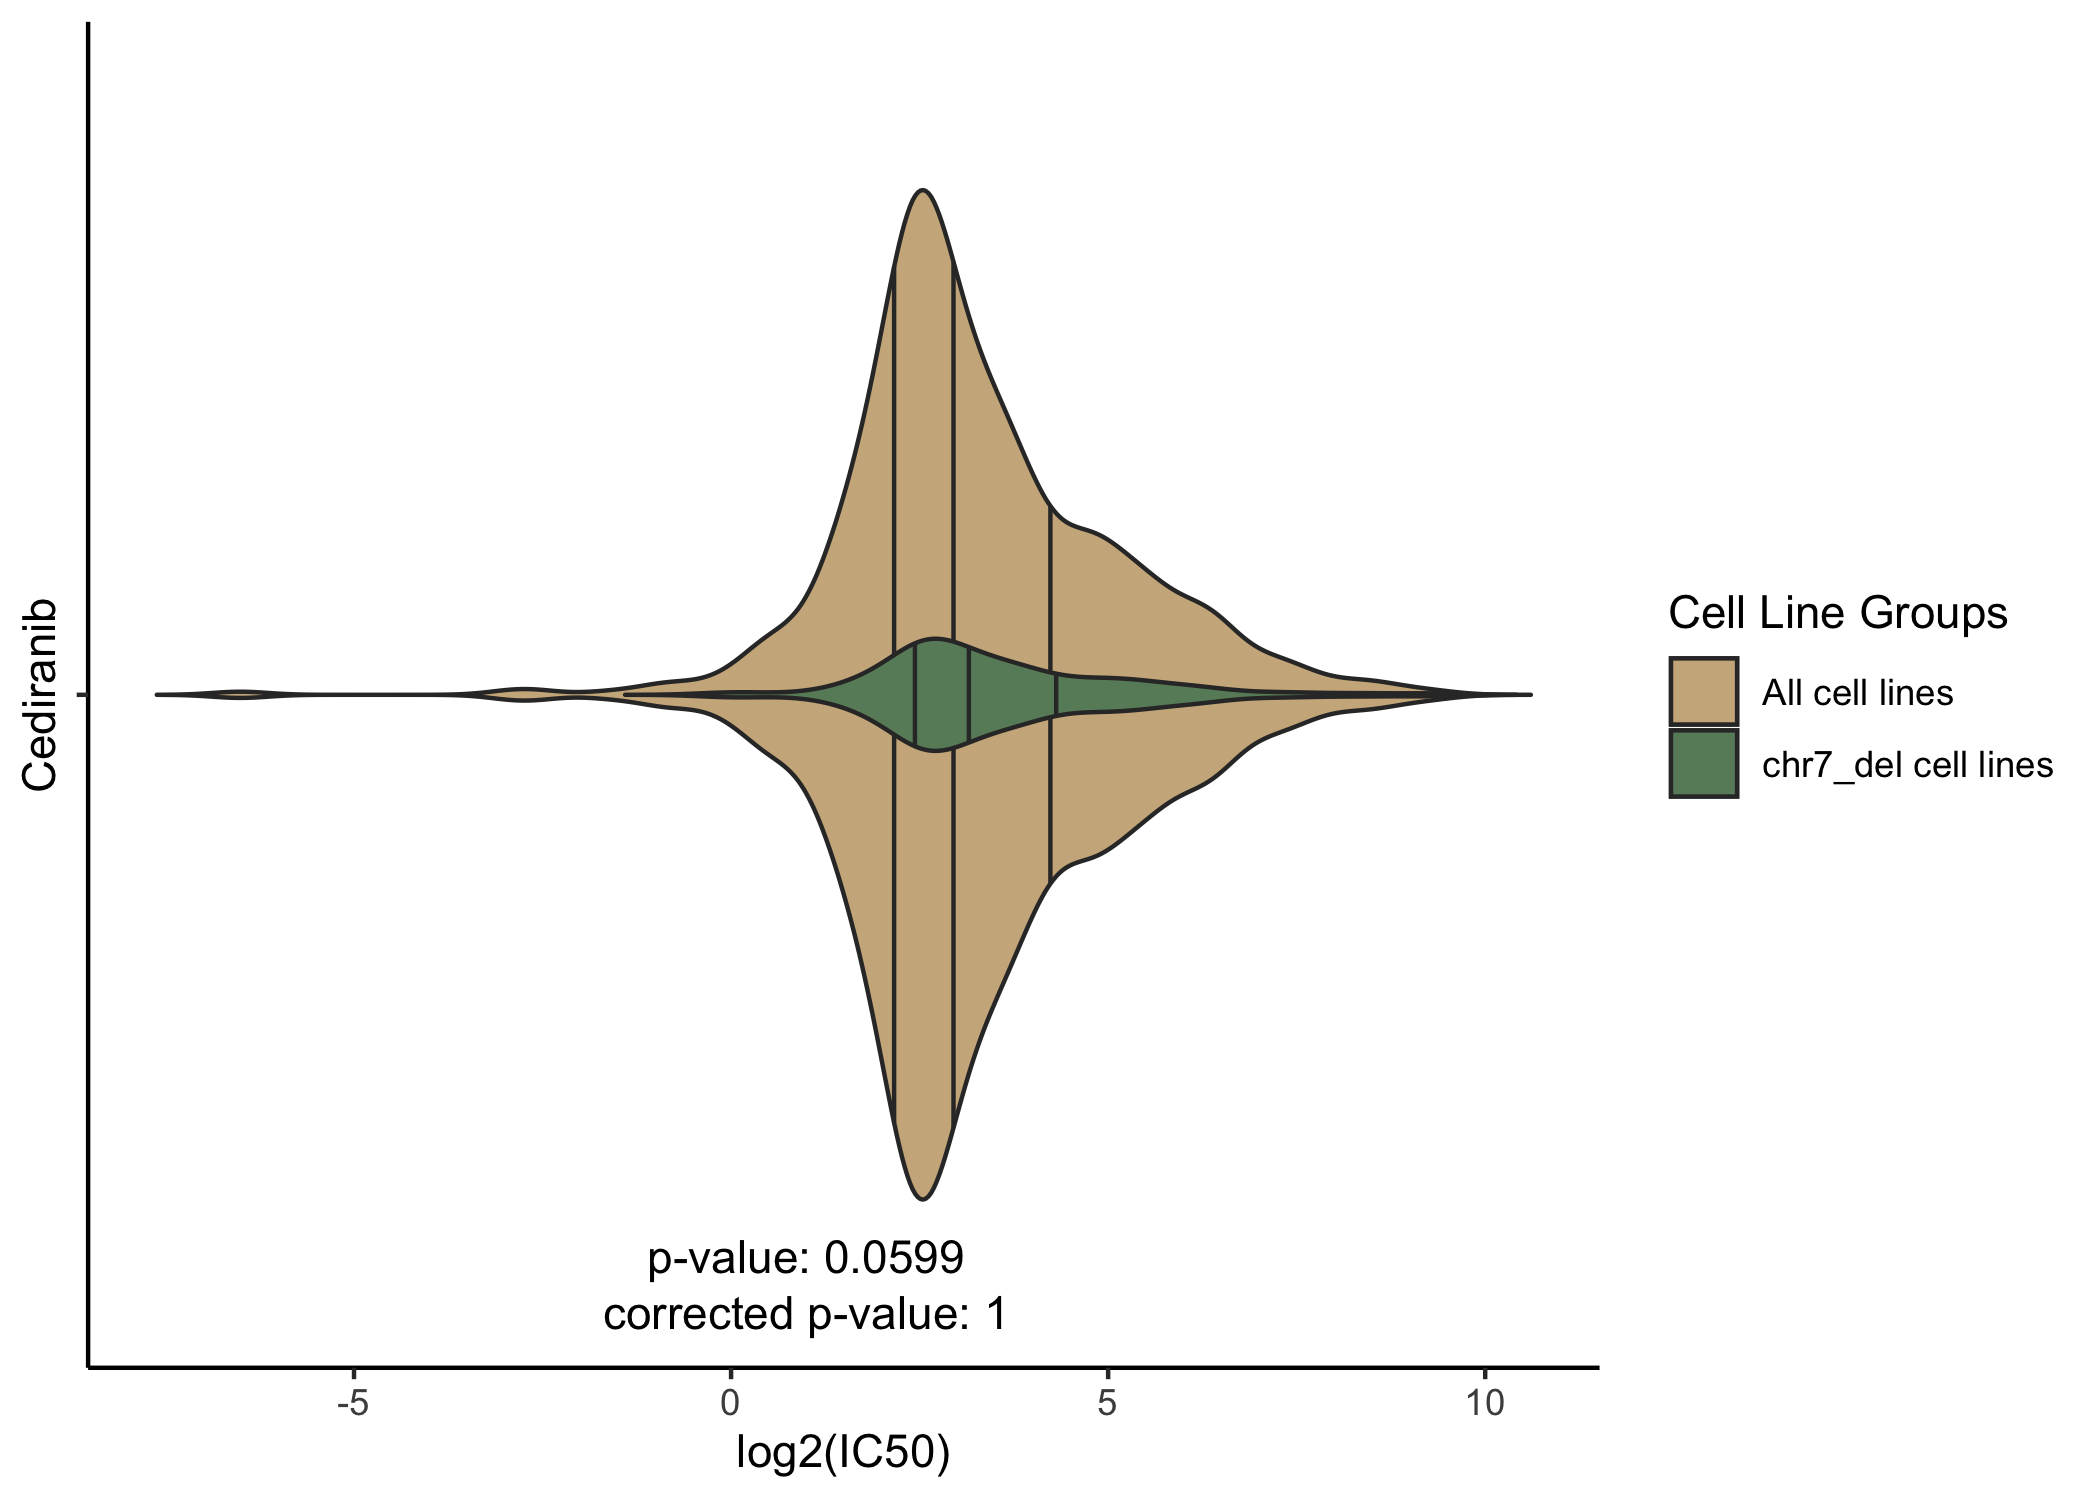 Cediranib
p-value: 0.0599
corrected p-value: 1
-5
0
5
10
log2(IC50)
Cell Line Groups
All cell lines
chr7_del cell lines